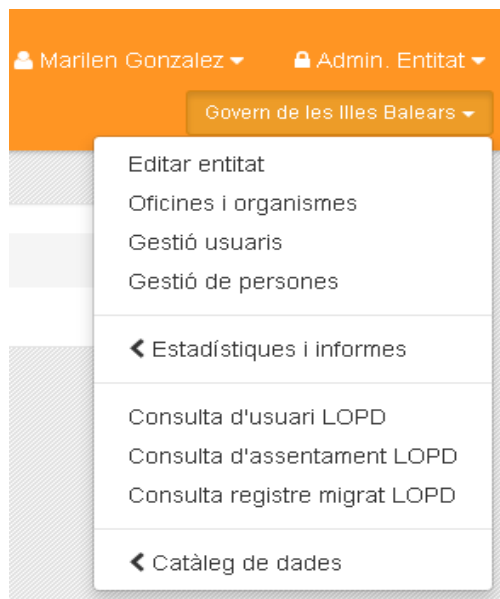 Marilen Gonzalez Admin. Entitat
Govern de les Illes Balears
Editar entitat
Oficines i organismes
Gestió usuaris
Gestió de persones
Estadístiques i informes
Consulta d'usuari LOPD
Consulta d'assentament LOPD
Consulta registre migrat LOPD
Catàleg de dades